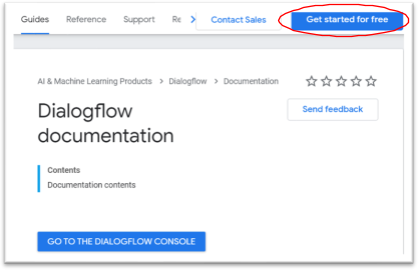 Guides Reference Support Re Contact Sales Get started for free
AI & Machine Learning Products > Dialogflow > Documentation
Dialogflow
documentation
Send feedback
Contents
Documentation contents
GO TO THE DIALOGFLOW CONSOLE